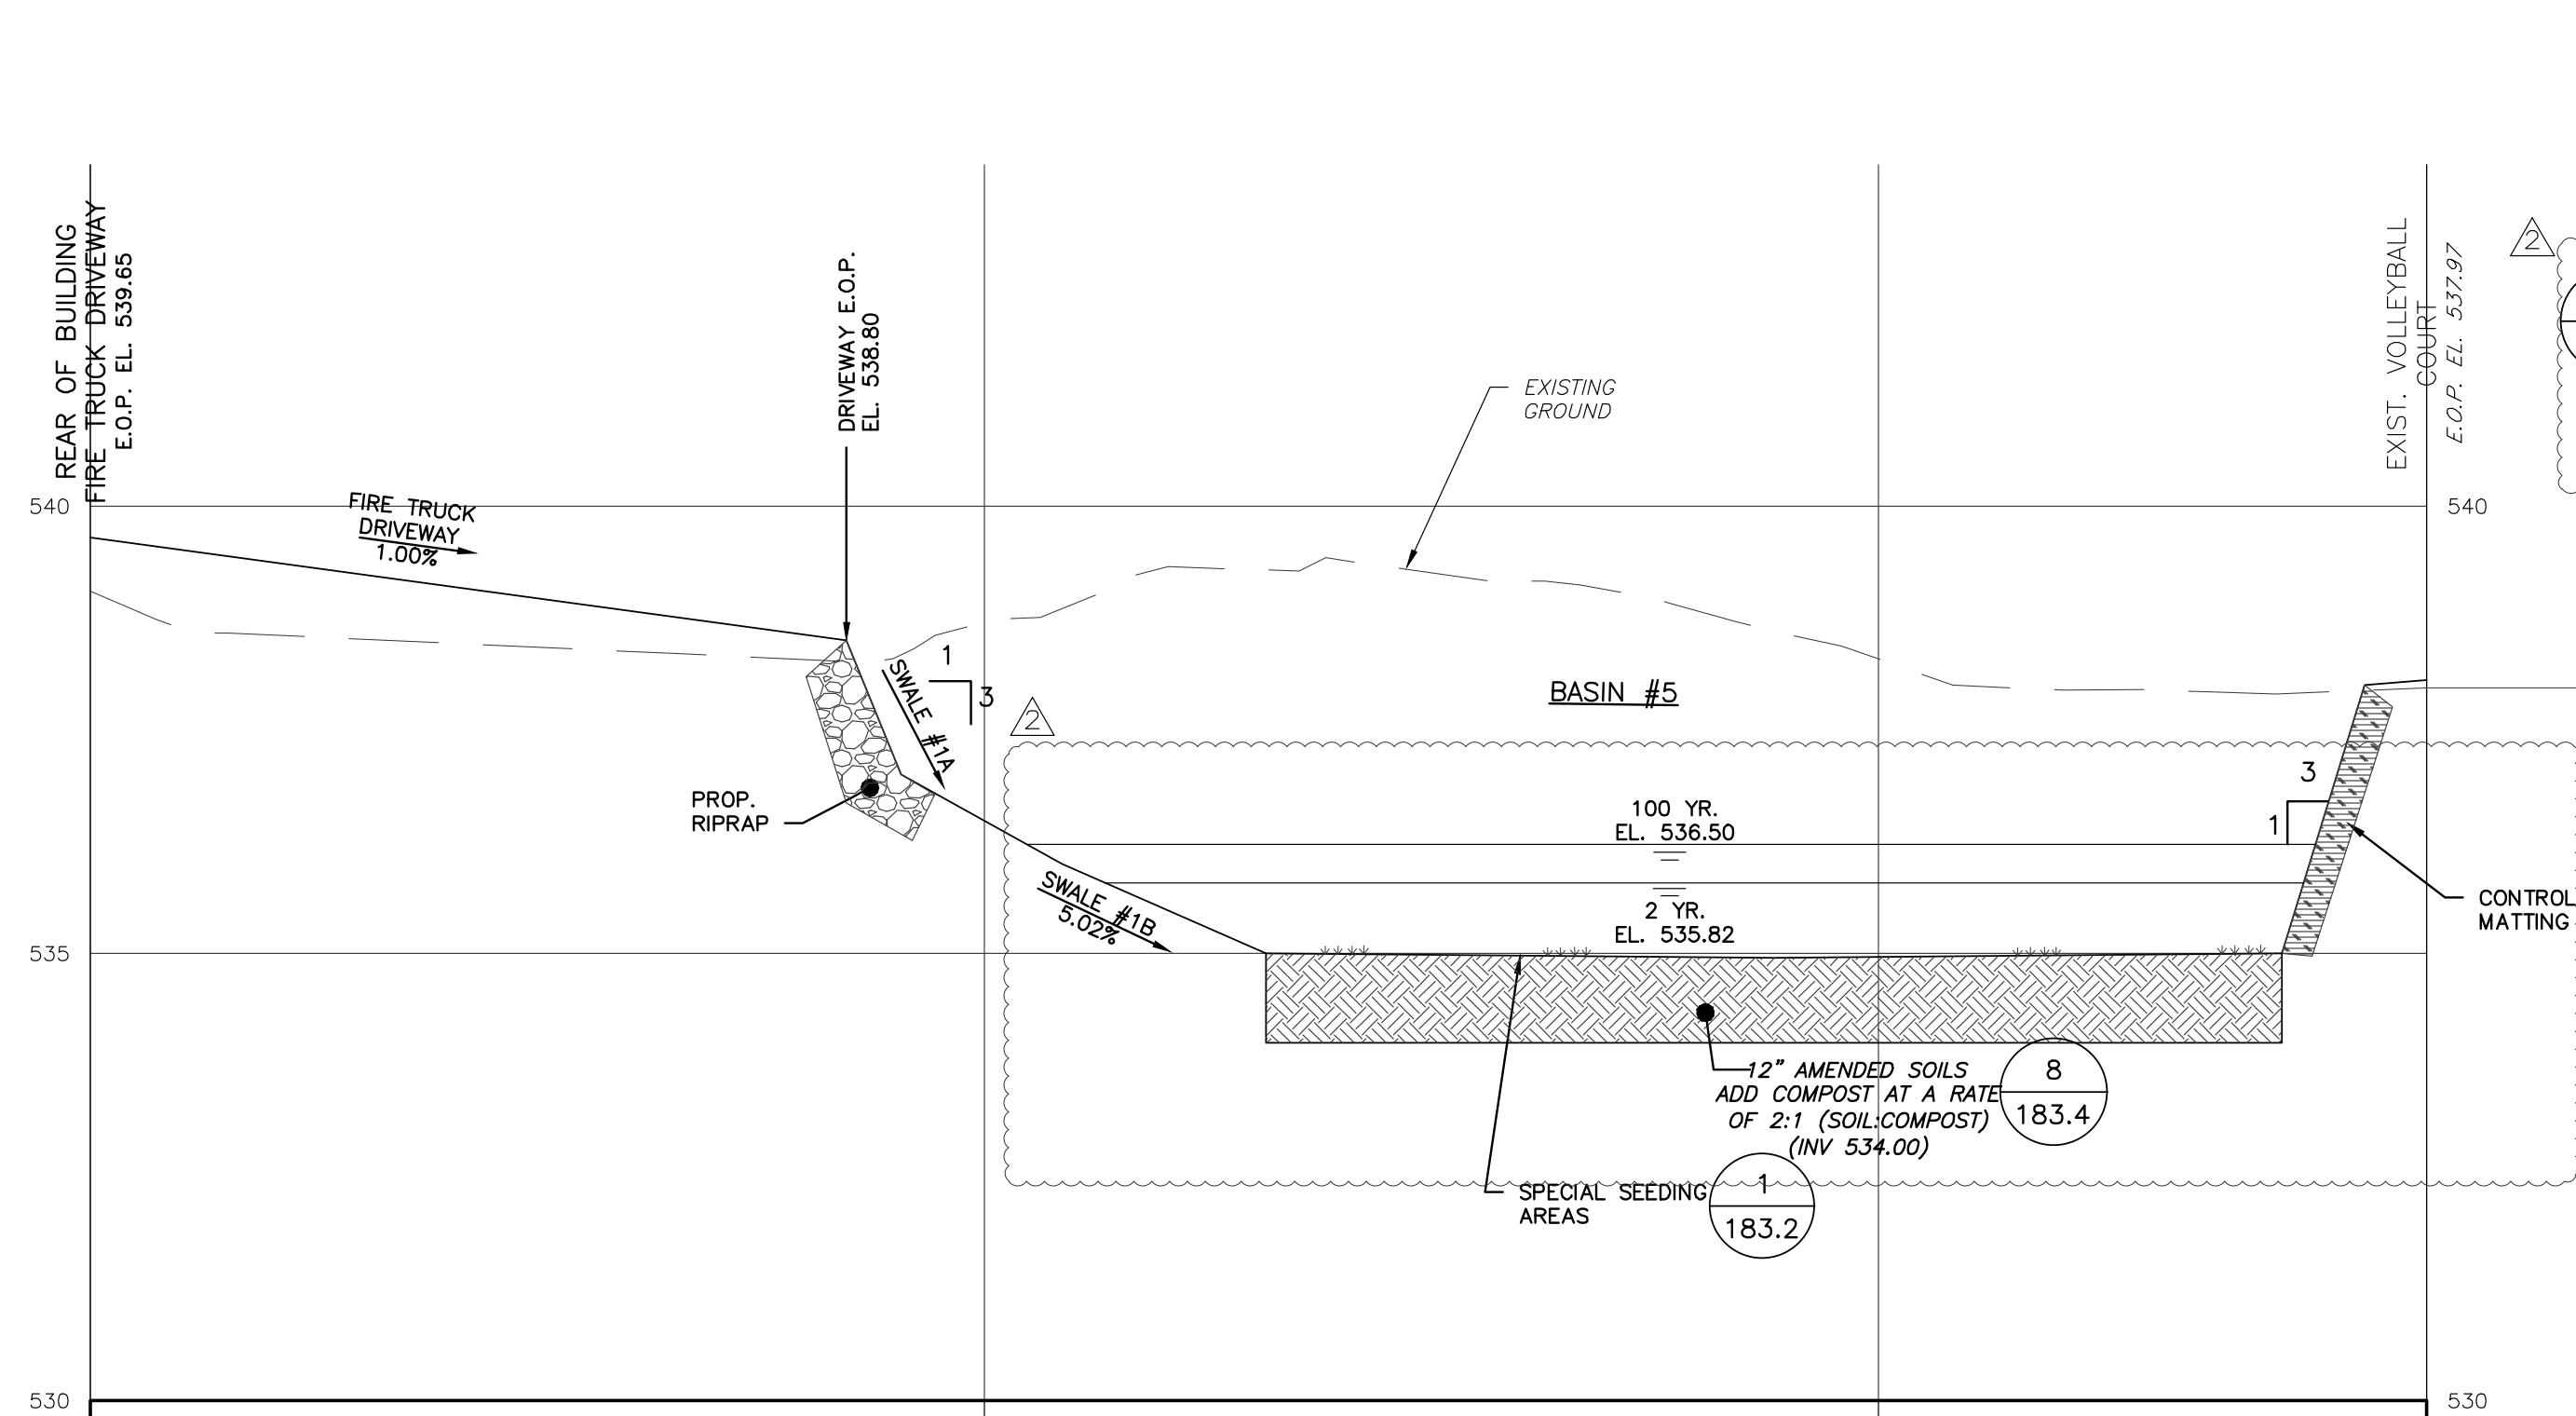 REAR OF BUILDING
FIRE TRUCK DRIVEWAY
E.O.P. EL. 539.65
DRIVEWAY E.O.P.
EL. 538.80
EXISTING
GROUND
EXIST. VOLLEYBALL
COURT
E.O.P. EL. 537.97
2
540
540
FIRE TRUCK
DRIVEWAY
1.00%
1
3
SWALE #1A
2
BASIN #5
PROP.
RIPRAP
100 YR.
EL. 536.50
3
1
SWALE #1B
5.02%
2 YR.
EL. 535.82
CONTROL
MATTING
535
12" AMENDED SOILS
ADD COMPOST AT A RATE
OF 2:1 (SOIL:COMPOST)
(INV 534.00)
8
183.4
SPECIAL SEEDING
AREAS
1
183.2
530
530